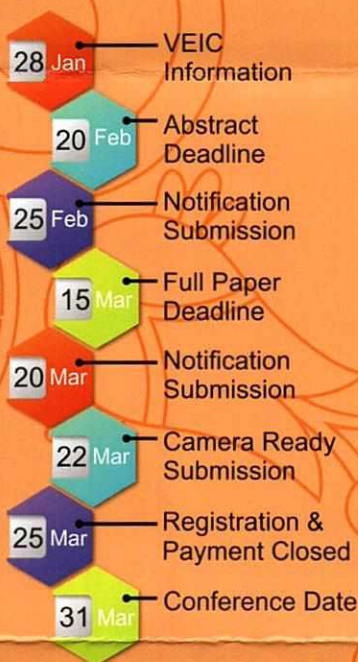 28 Jan
VEIC
Information
20 Feb
Abstract
Deadline
25 Feb
Notification
Submission
15 Mar
Full Paper
Deadline
20 Mar
Notification
Submission
22 Mar
Camera Ready
Submission
25 Mar
Registration &
Payment Closed
31 Mar
Conference Date